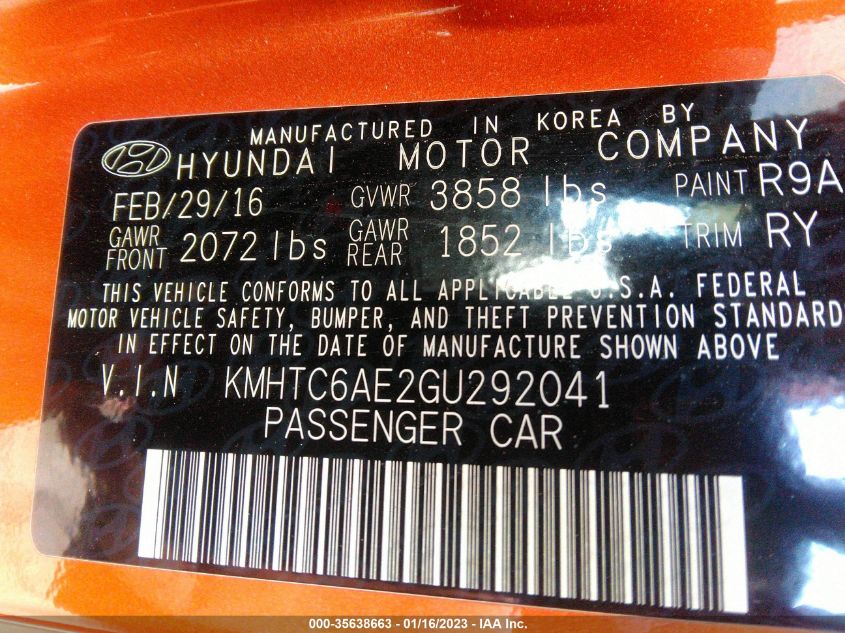 MANUFACTURED IN KOREA BY
HYUNDAI MOTOR COMPANY
FEB/29/16 GVWR 3858 lbs PAINT R9A
GAWR FRONT 2072 lbs GAWR REAR 1852 lbs TRIM RY
THIS VEHICLE CONFORMS TO ALL APPLICABLE U.S.A. FEDERAL
MOTOR VEHICLE SAFETY, BUMPER, AND THEFT PREVENTION STANDARD
IN EFFECT ON THE DATE OF MANUFACTURE SHOWN ABOVE
V.I.N KMHTC6AE2GU292041
PASSENGER CAR
000-35638663 - 01/16/2023 - IAA Inc.